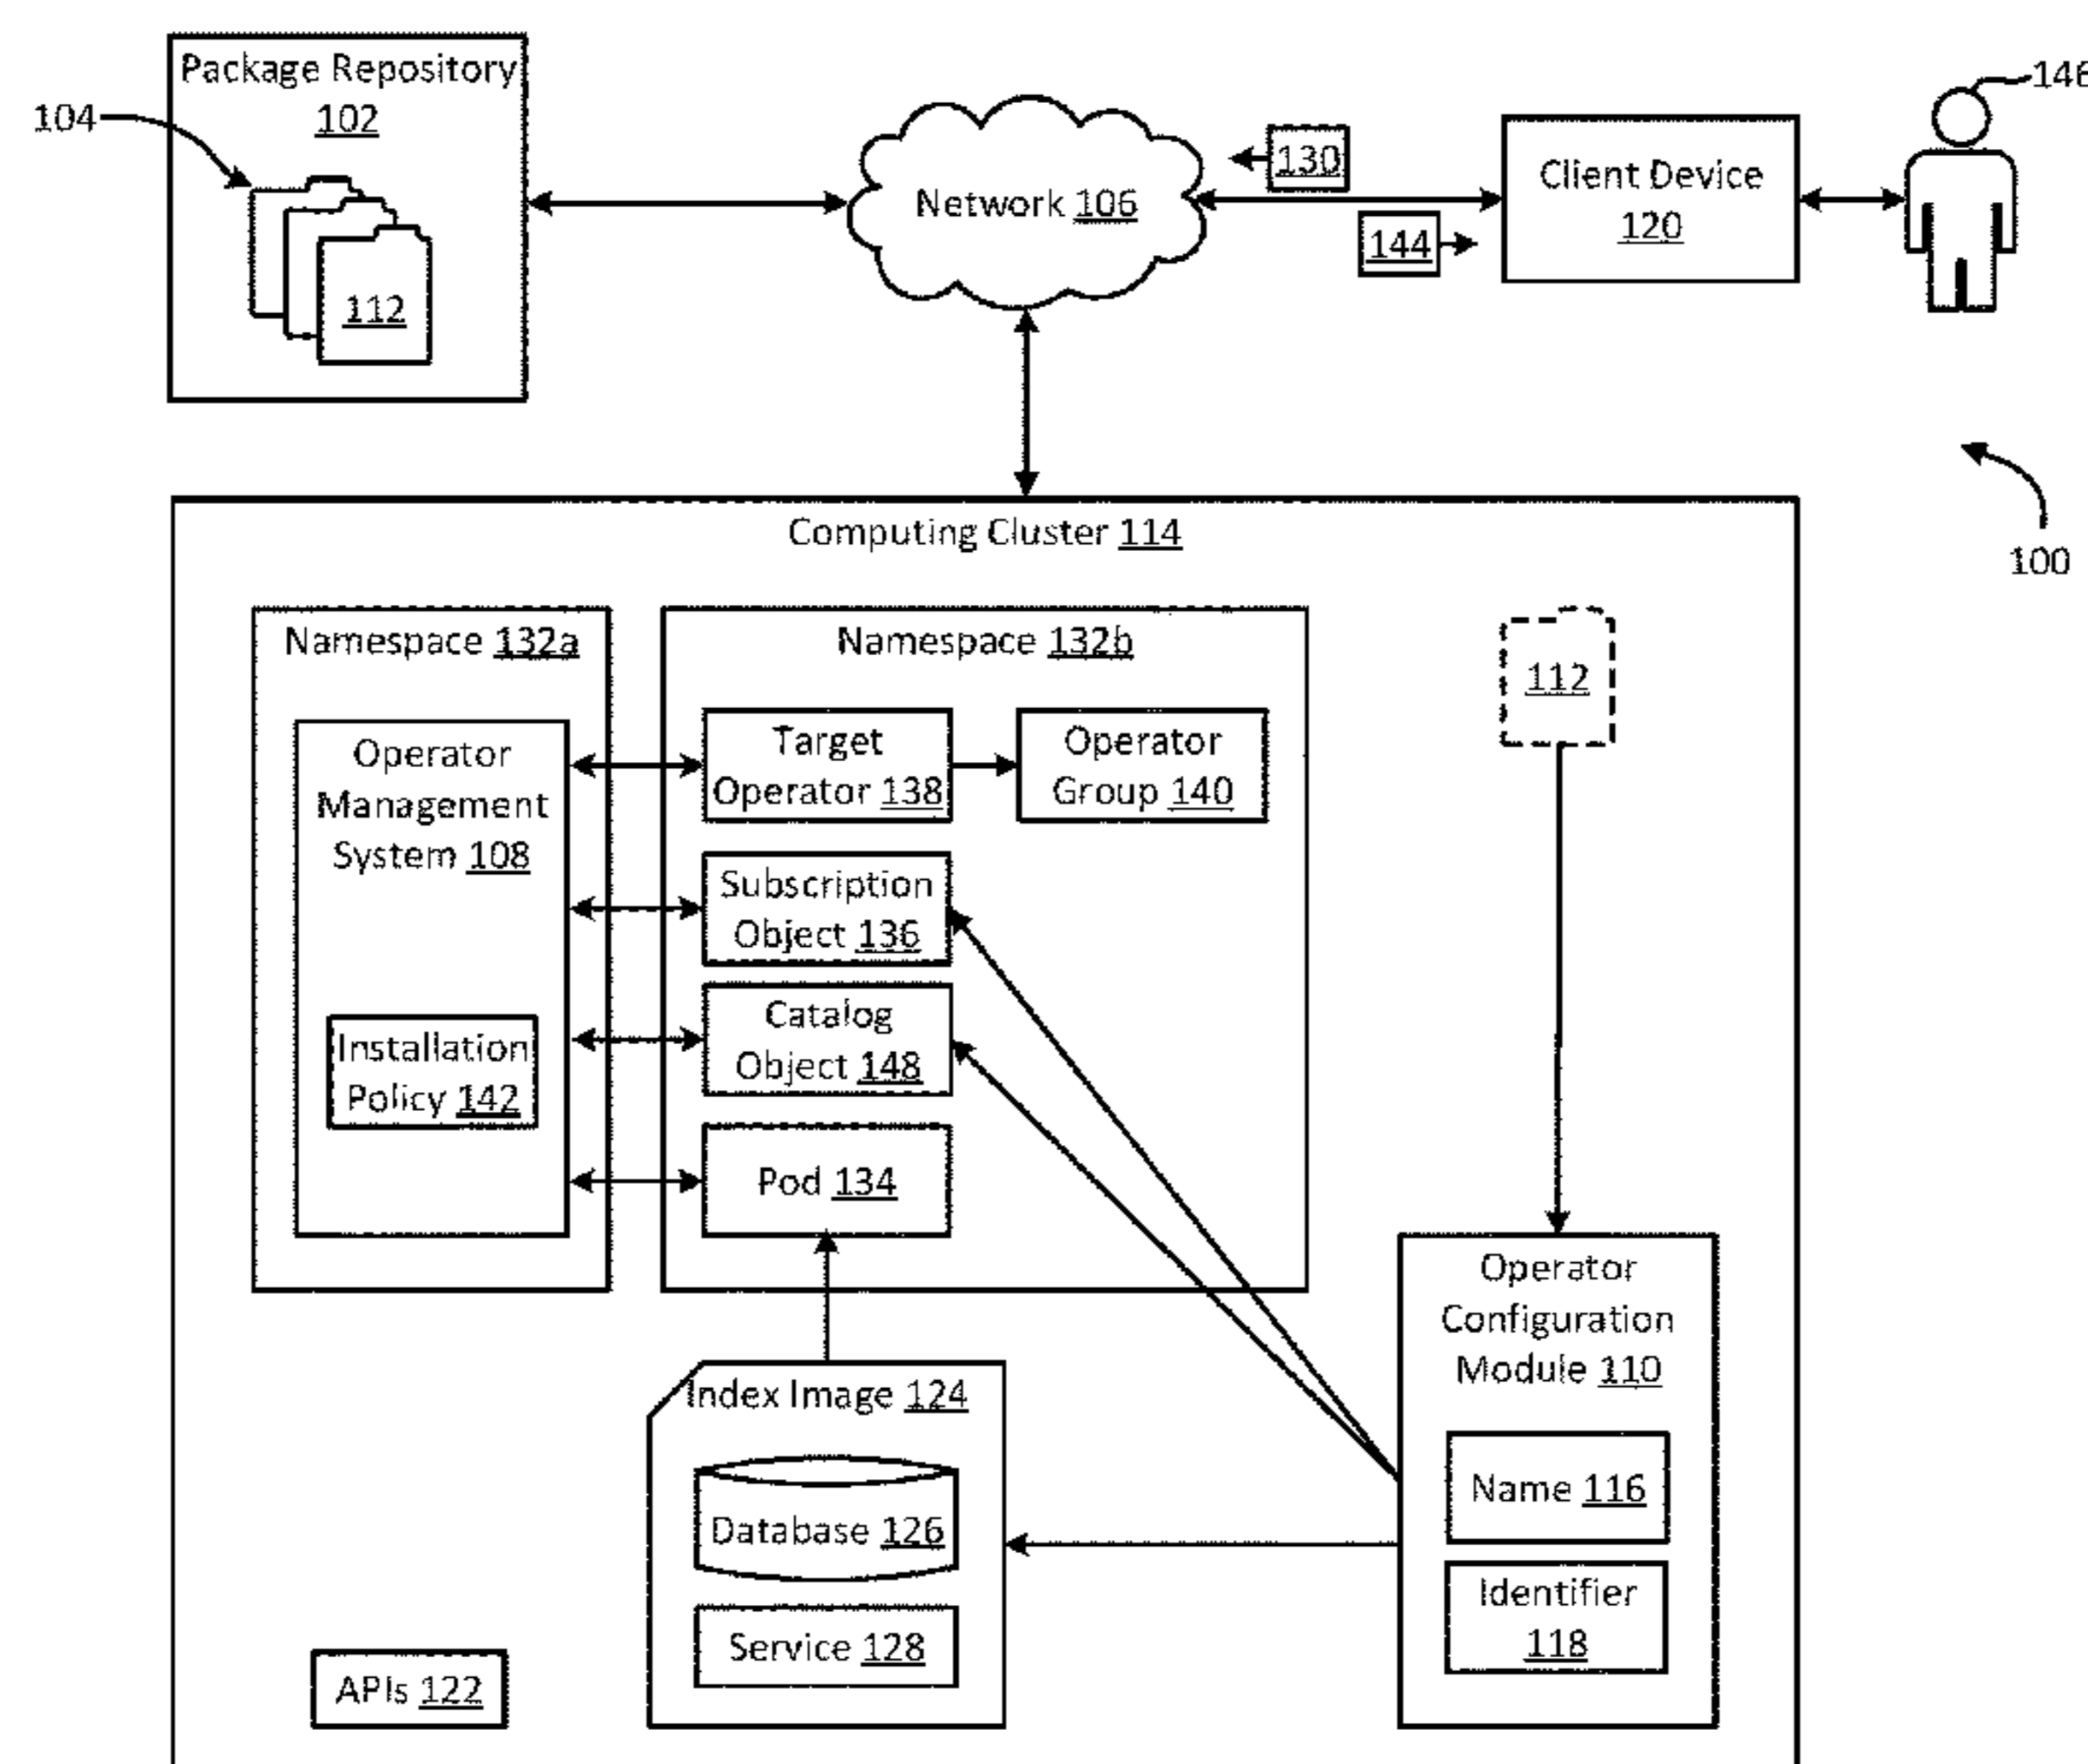 Package Repository
102
104
112
Network 106
130
144
Client Device
120
146
100
Computing Cluster 114
Namespace 132a
Operator
Management
System 108
Installation
Policy 142
Namespace 132b
Target
Operator 138
Operator
Group 140
Subscription
Object 136
Catalog
Object 148
Pod 134
112
Operator
Configuration
Module 110
Name 116
Identifier
118
Index Image 124
Database 126
Service 128
APIs 122